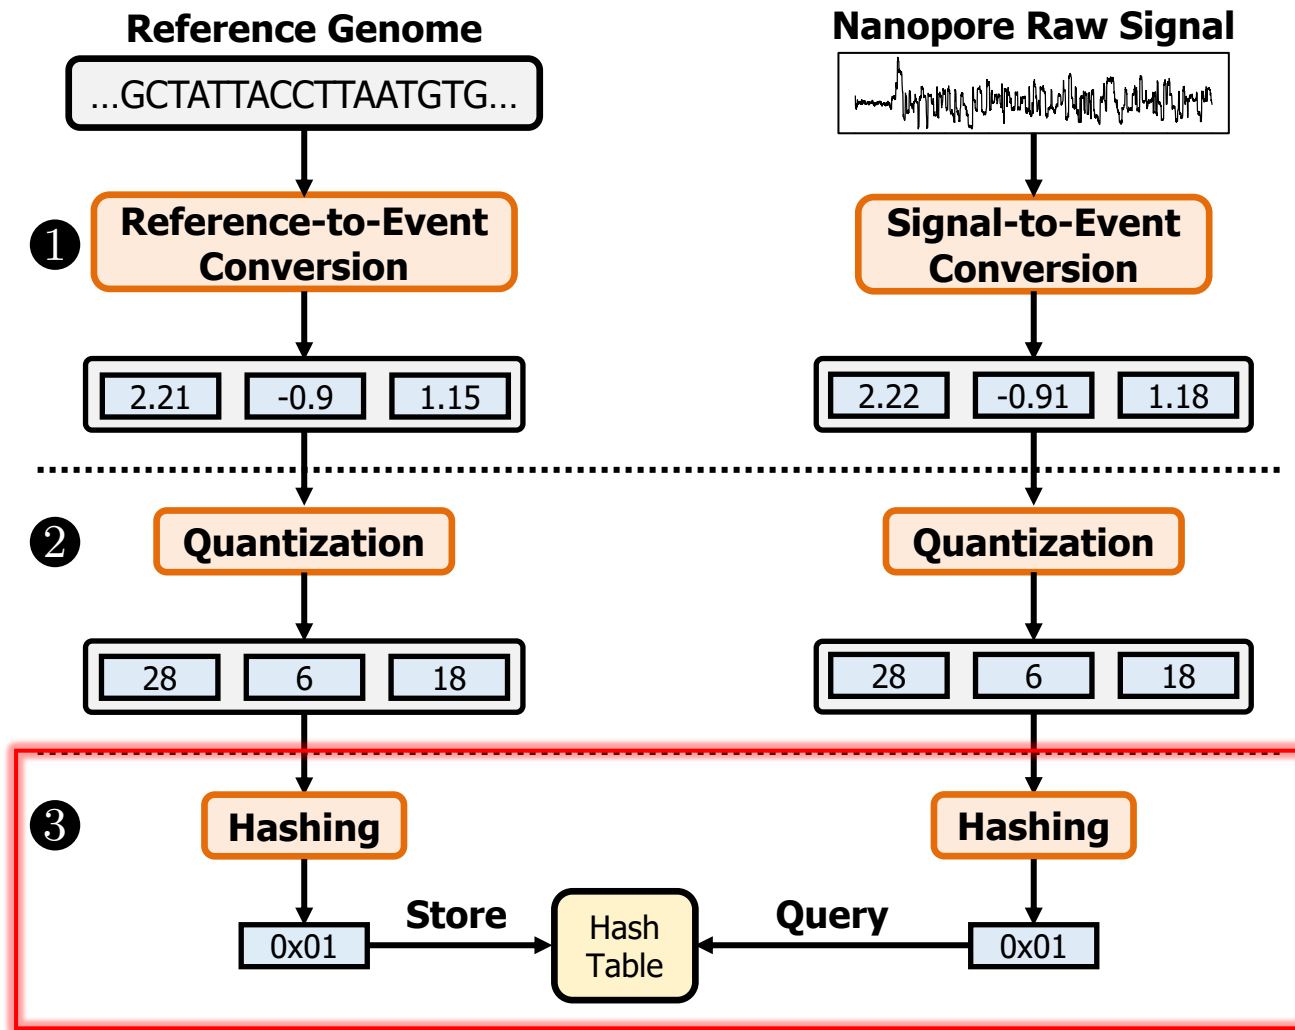 Reference Genome
Nanopore Raw Signal
...GCTATTACCTTAATGTG...
❶
Reference-to-Event
Conversion
Signal-to-Event
Conversion
2.21 -0.9 1.15
2.22 -0.91 1.18
❷
Quantization
Quantization
28 6 18
28 6 18
❸
Hashing
Hashing
Store
Query
0x01
Hash
Table
0x01